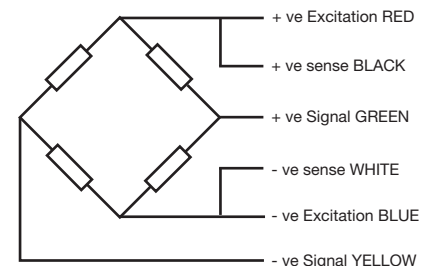 + ve Excitation RED
+ ve sense BLACK
+ ve Signal GREEN
- ve sense WHITE
- ve Excitation BLUE
- ve Signal YELLOW